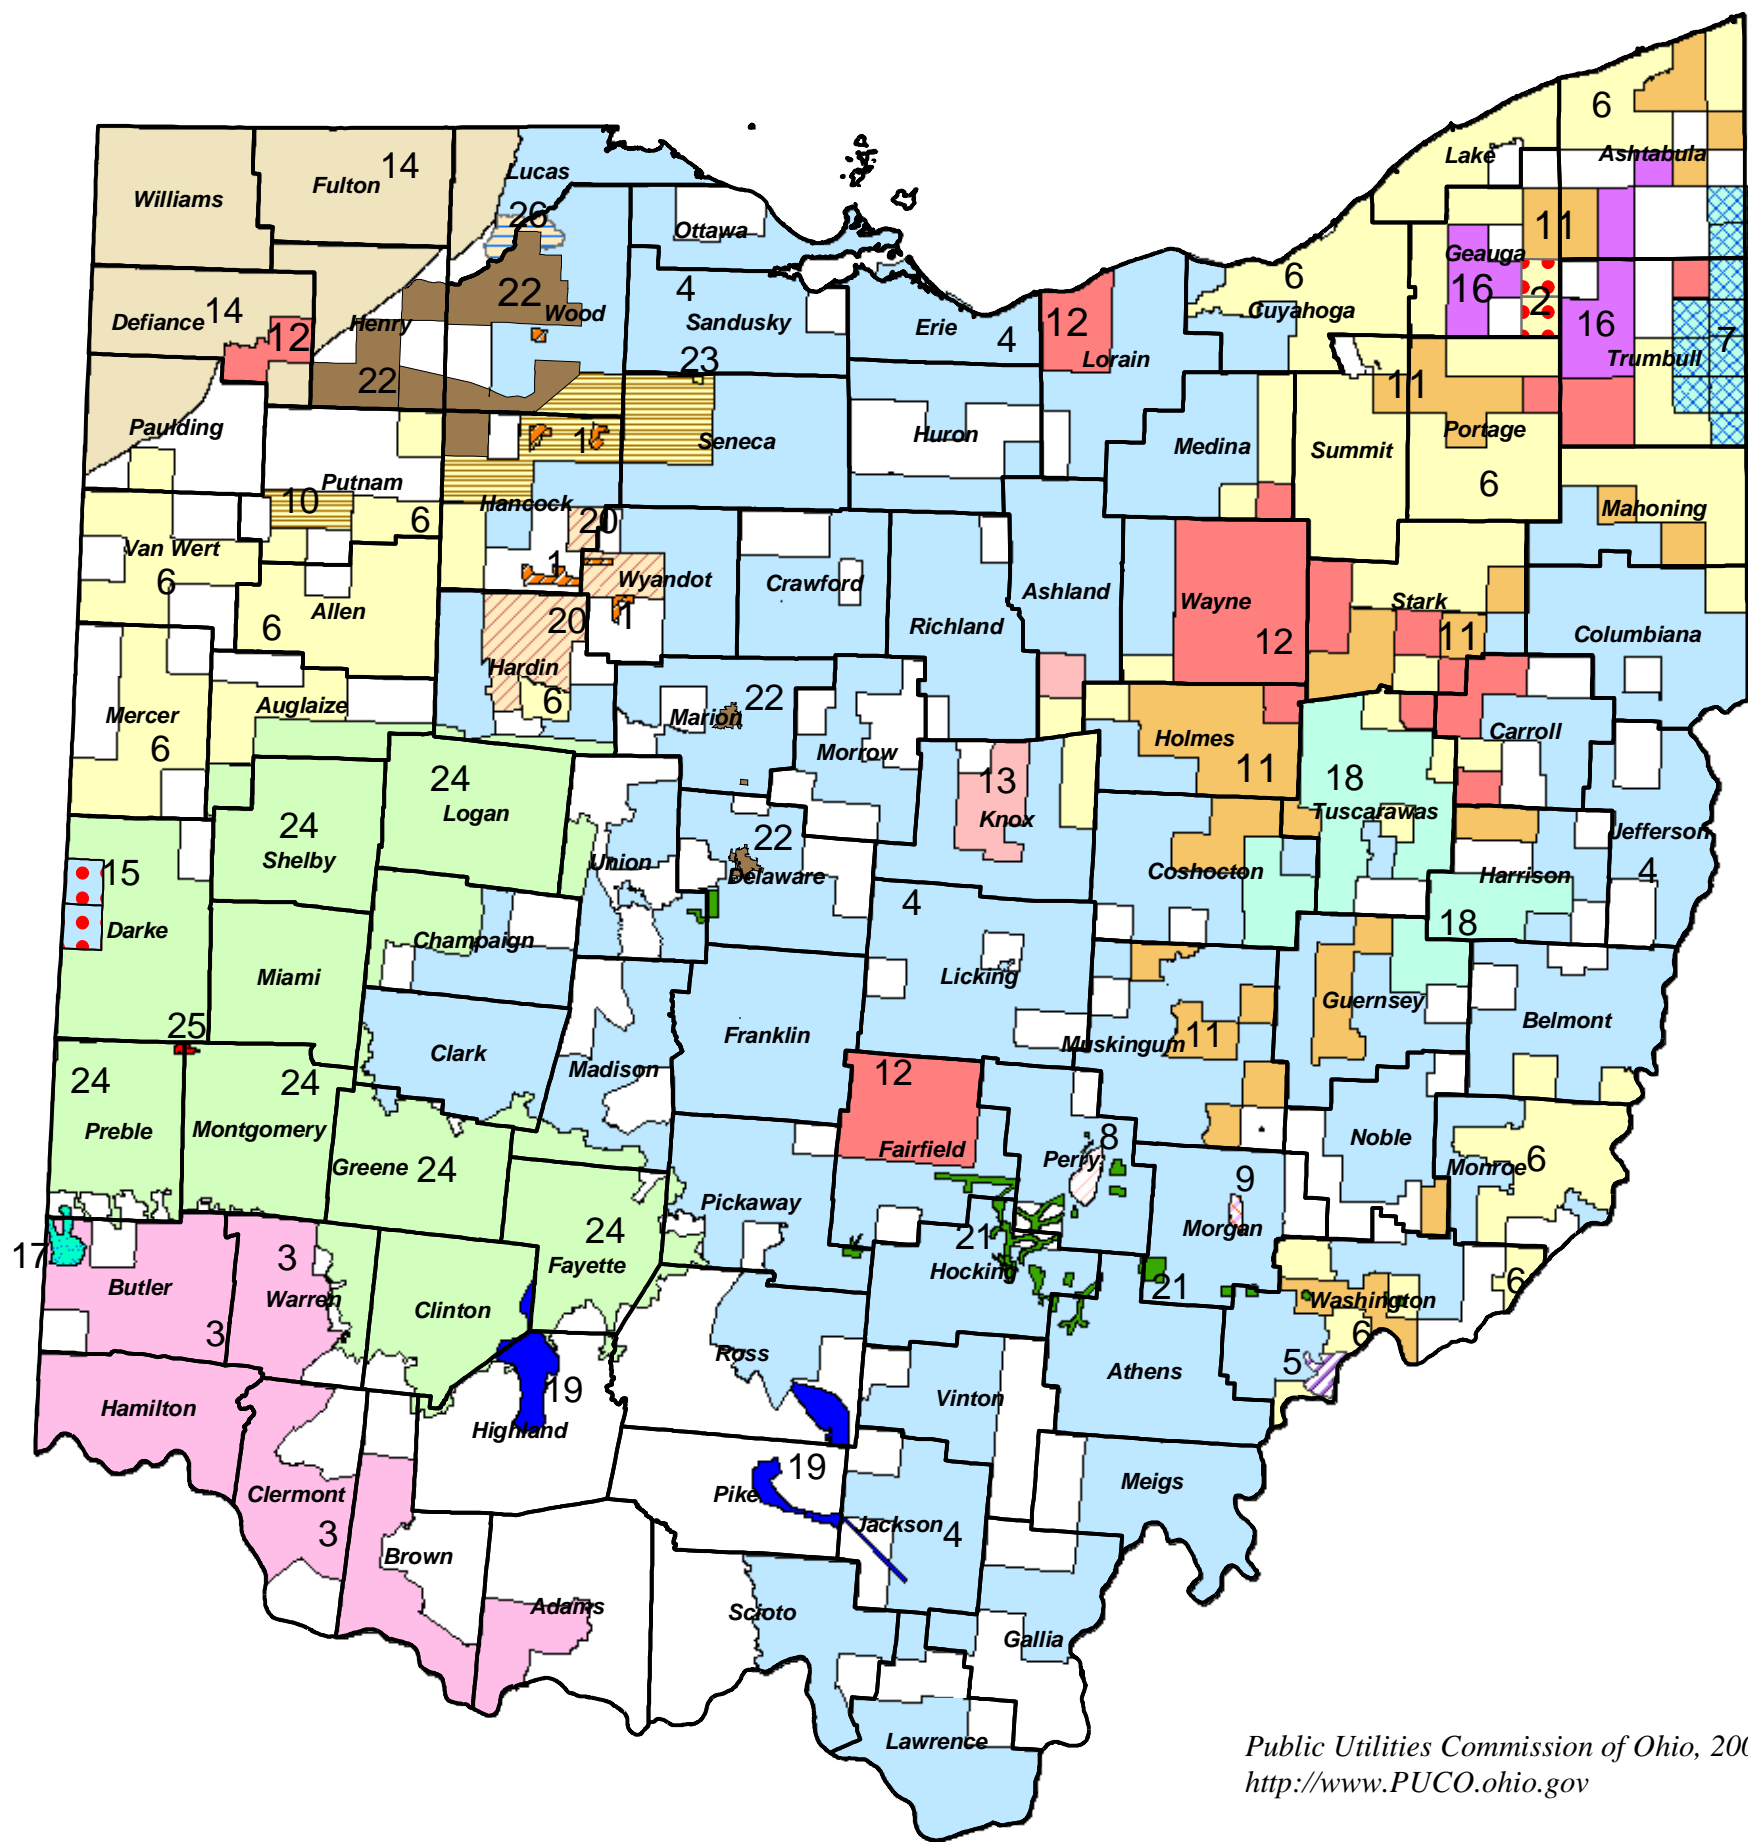 6
Lake
Ashtabula
Fulton 14
Lucas
Williams
26
Ottawa
11
Geauga
6
Cuyahoga
22
Wood
4
Sandusky
16
2
Defiance 14
12
Henry
Erie
4
12
Lorain
16
Trumbull
7
23
22
11
Paulding
1
Seneca
Huron
Medina
Summit
Portage
Putnam
10
Hancock
6
6
Mahoning
20
Van Wert
6
1
Wyandot
Crawford
Ashland
Wayne
Stark
Allen
6
20
1
Richland
12
11
Columbiana
Hardin
6
22
Marion
Mercer
6
Auglaize
Morrow
Holmes
11
Carroll
24
Logan
13
Knox
18
Tuscarawas
24
Shelby
22
Delaware
Union
Jefferson
4
15
Darke
Coshocton
Harrison
4
18
Champaign
Miami
Licking
Guernsey
25
Clark
Franklin
Muskingum
11
Belmont
24
24
Madison
12
Preble
Montgomery
Fairfield
8
Perry
Noble
Greene 24
Monroe 6
9
Morgan
Pickaway
24
Fayette
21
Hocking
17
3
Butler
Warren
Clinton
21
Washington
6
3
6
Ross
5
Athens
19
Vinton
Hamilton
Highland
19
Clermont
3
Pike
Meigs
Jackson 4
Brown
Adams
Scioto
Gallia
Lawrence
Public Utilities Commission of Ohio, 200
http://www.PUCO.ohio.gov